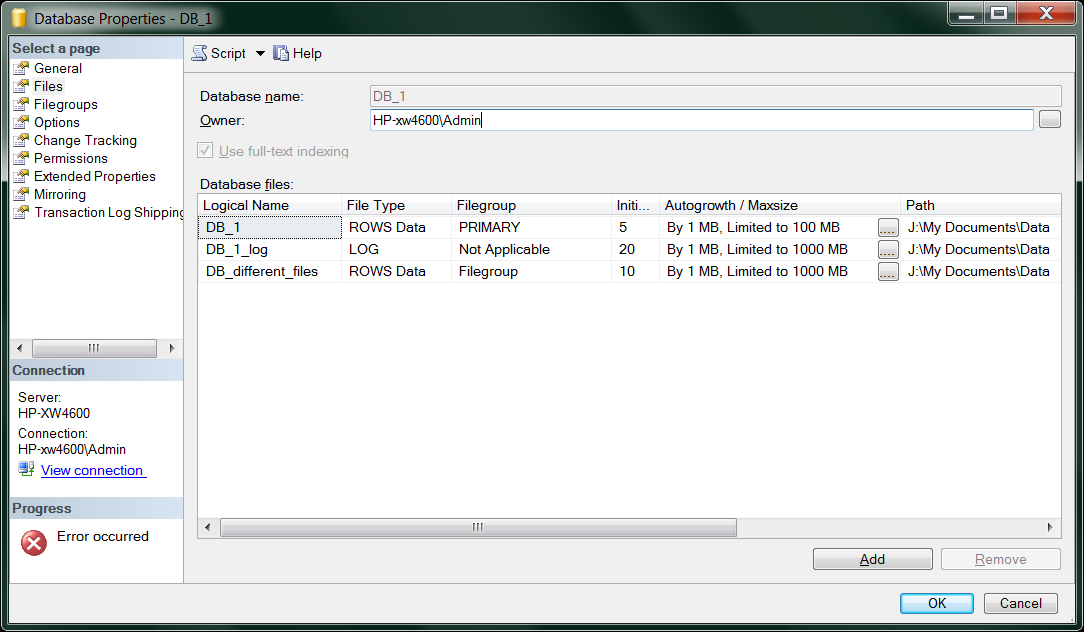 Database Properties - DB_1
Select a page
General
Files
Filegroups
Options
Change Tracking
Permissions
Extended Properties
Mirroring
Transaction Log Shipping
Connection
Server:
HP-XW4600
Connection:
HP-xw4600\Admin
View connection
Progress
Error occurred
Script Help
Database name: DB_1
Owner: HP-xw4600\Admin
Use full-text indexing
Database files:
Logical Name File Type Filegroup Initi... Autogrowth / Maxsize Path
DB_1 ROWS Data PRIMARY 5 By 1 MB, Limited to 100 MB ... J:\My Documents\Data
DB_1_log LOG Not Applicable 20 By 1 MB, Limited to 1000 MB ... J:\My Documents\Data
DB_different_files ROWS Data Filegroup 10 By 1 MB, Limited to 1000 MB ... J:\My Documents\Data
Add Remove
OK Cancel